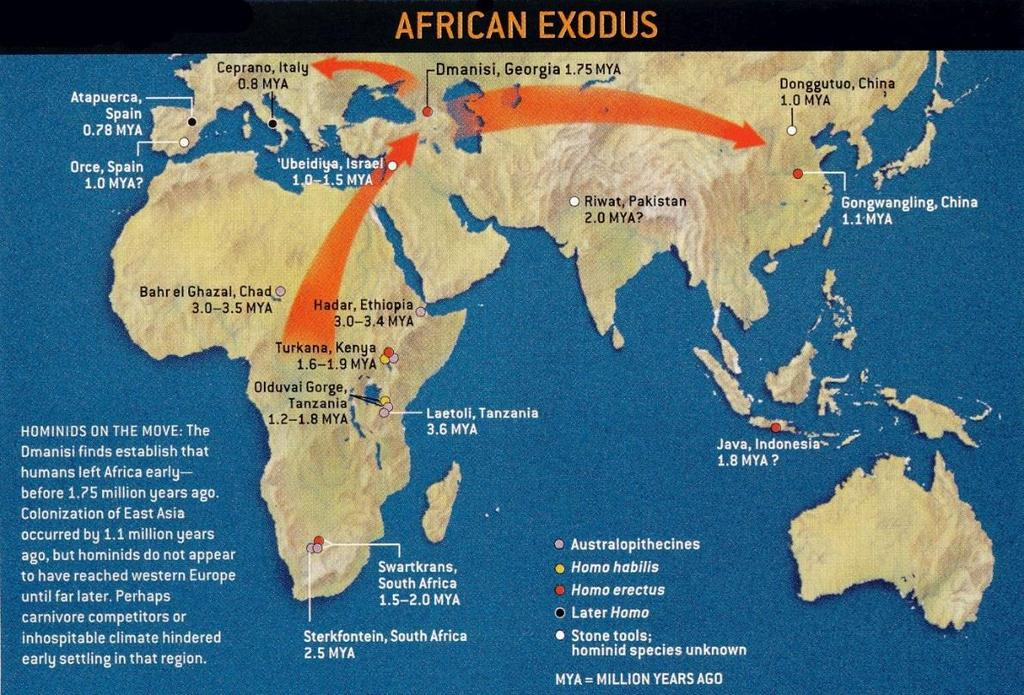 AFRICAN EXODUS
Ceprano, Italy
0.8 MYA
Dmanisi, Georgia 1.75 MYA
Donggutuo, China
1.0 MYA
Atapuerca,
Spain
0.78 MYA
Orce, Spain
1.0 MYA?
'Ubeidiya, Israel
1.0–1.5 MYA
Riwat, Pakistan
2.0 MYA?
Gongwangling, China
1.1 MYA
Bahr el Ghazal, Chad
3.0–3.5 MYA
Hadar, Ethiopia
3.0–3.4 MYA
Turkana, Kenya
1.6–1.9 MYA
Olduvai Gorge,
Tanzania
1.2–1.8 MYA
Laetoli, Tanzania
3.6 MYA
Java, Indonesia
1.8 MYA ?
HOMINIDS ON THE MOVE: The
Dmanisi finds establish that
humans left Africa early—
before 1.75 million years ago.
Colonization of East Asia
occurred by 1.1 million years
ago, but hominids do not appear
to have reached western Europe
until far later. Perhaps
carnivore competitors or
inhospitable climate hindered
early settling in that region.
Swartkrans,
South Africa
1.5–2.0 MYA
Sterkfontein, South Africa
2.5 MYA
Australopithecines
Homo habilis
Homo erectus
Later Homo
Stone tools;
hominid species unknown
MYA = MILLION YEARS AGO